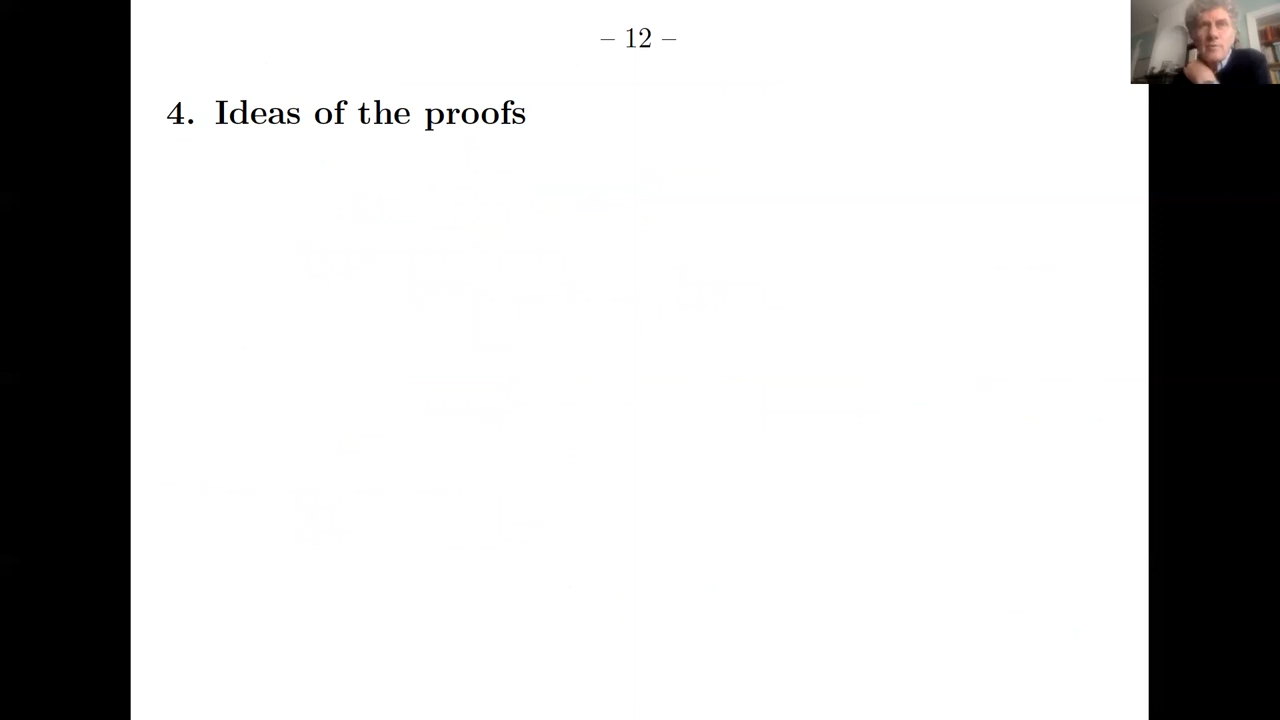 – 12 –
4. Ideas of the proofs